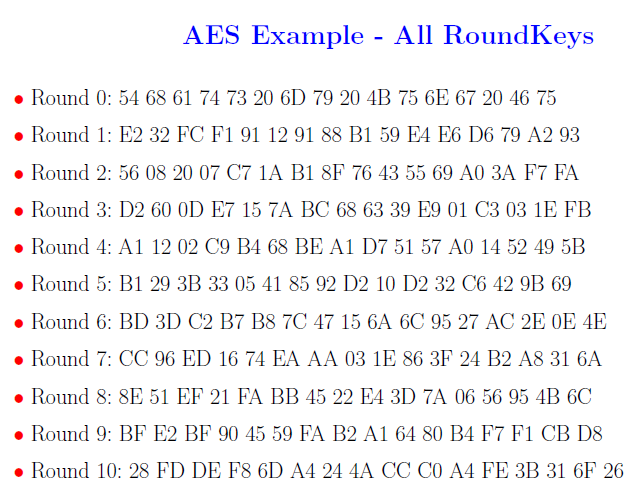 AES Example - All RoundKeys
• Round 0: 54 68 61 74 73 20 6D 79 20 4B 75 6E 67 20 46 75
• Round 1: E2 32 FC F1 91 12 91 88 B1 59 E4 E6 D6 79 A2 93
• Round 2: 56 08 20 07 C7 1A B1 8F 76 43 55 69 A0 3A F7 FA
• Round 3: D2 60 0D E7 15 7A BC 68 63 39 E9 01 C3 03 1E FB
• Round 4: A1 12 02 C9 B4 68 BE A1 D7 51 57 A0 14 52 49 5B
• Round 5: B1 29 3B 33 05 41 85 92 D2 10 D2 32 C6 42 9B 69
• Round 6: BD 3D C2 B7 B8 7C 47 15 6A 6C 95 27 AC 2E 0E 4E
• Round 7: CC 96 ED 16 74 EA AA 03 1E 86 3F 24 B2 A8 31 6A
• Round 8: 8E 51 EF 21 FA BB 45 22 E4 3D 7A 06 56 95 4B 6C
• Round 9: BF E2 BF 90 45 59 FA B2 A1 64 80 B4 F7 F1 CB D8
• Round 10: 28 FD DE F8 6D A4 24 4A CC C0 A4 FE 3B 31 6F 26